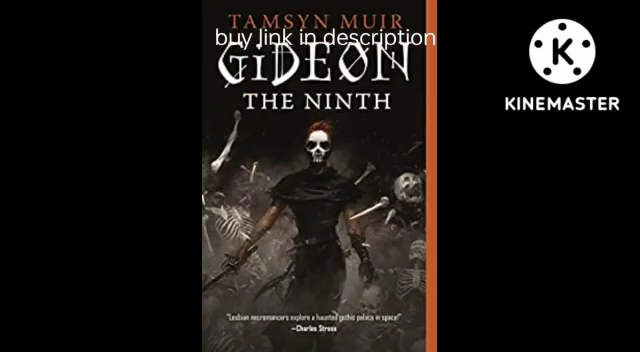 TAMSYN MUIR
buy link in description
GiDEON
THE NINTH
"Lesbian necromancers explore a haunted gothic palace in space!"
—Charles Stross
K
KINEMASTER